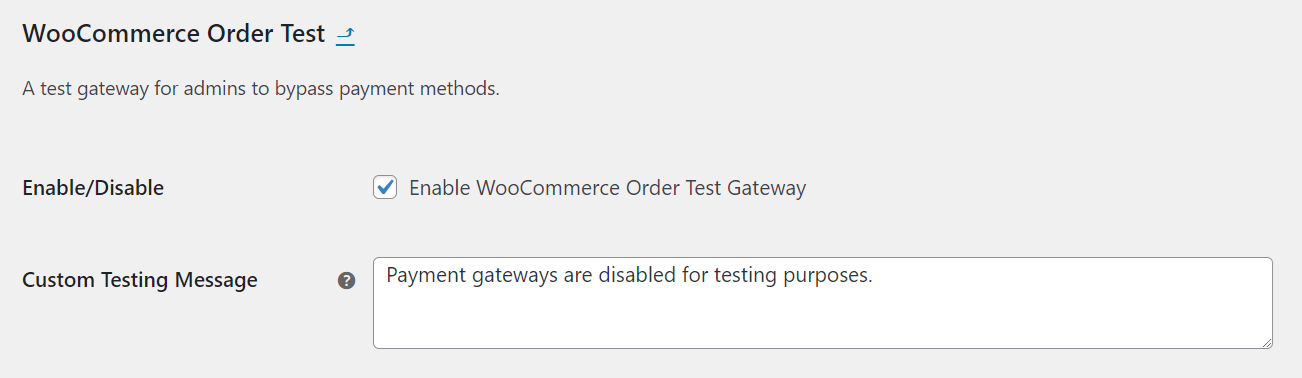 WooCommerce Order Test
A test gateway for admins to bypass payment methods.
Enable/Disable
Enable WooCommerce Order Test Gateway
Custom Testing Message
?
Payment gateways are disabled for testing purposes.